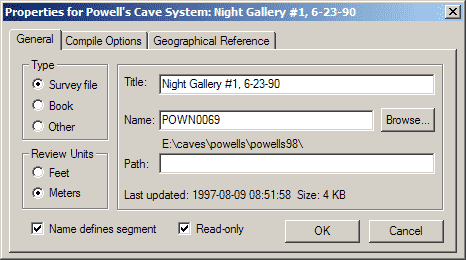 Properties for Powell's Cave System: Night Gallery #1, 6-23-90
General
Compile Options
Geographical Reference
Type
Survey file
Book
Other
Review Units
Feet
Meters
Title: Night Gallery #1, 6-23-90
Name: POWN0069 Browse...
E:\caves\powells\powells98\
Path:
Last updated: 1997-08-09 08:51:58 Size: 4 KB
Name defines segment
Read-only
OK
Cancel